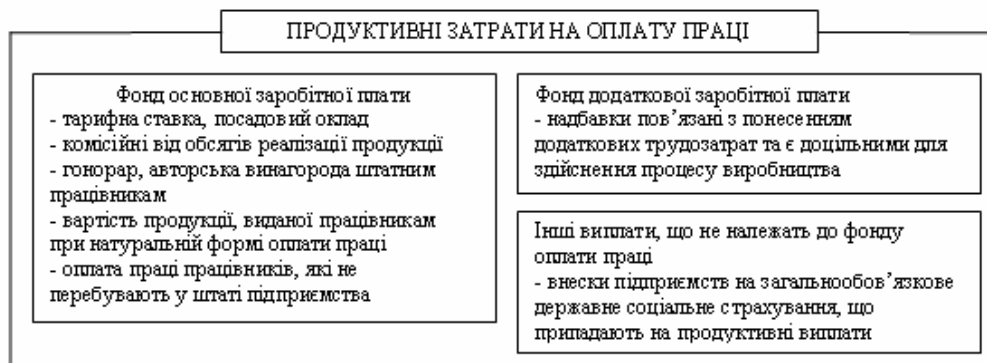 ПРОДУКТИВНІ ЗАТРАТИ НА ОПЛАТУ ПРАЦІ
Фонд основної заробітної плати
- тарифна ставка, посадовий оклад
- комісійні від обсягів реалізації продукції
- гонорар, авторська винагорода штатним
працівникам
- вартість продукції, виданої працівникам
при натуральній формі оплати праці
- оплата праці працівників, які не
перебувають у штаті підприємства
Фонд додаткової заробітної плати
- надбавки пов’язані з понесенням
додаткових трудозатрат та є доцільними для
здійснення процесу виробництва
Інші виплати, що не належать до фонду
оплати праці
- внески підприємств на загальнообов’язкове
державне соціальне страхування, що
припадають на продуктивні виплати